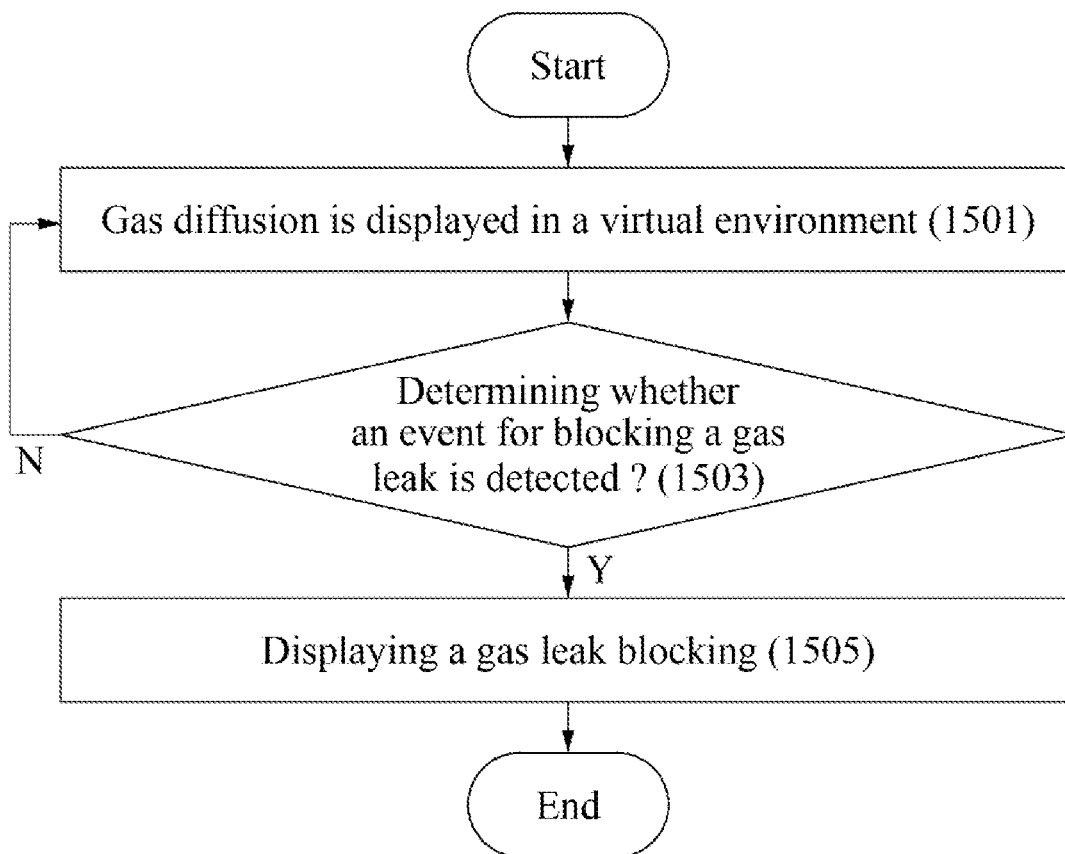 Start
Gas diffusion is displayed in a virtual environment (1501)
Determining whether
an event for blocking a gas
leak is detected ? (1503)
N
Y
Displaying a gas leak blocking (1505)
End